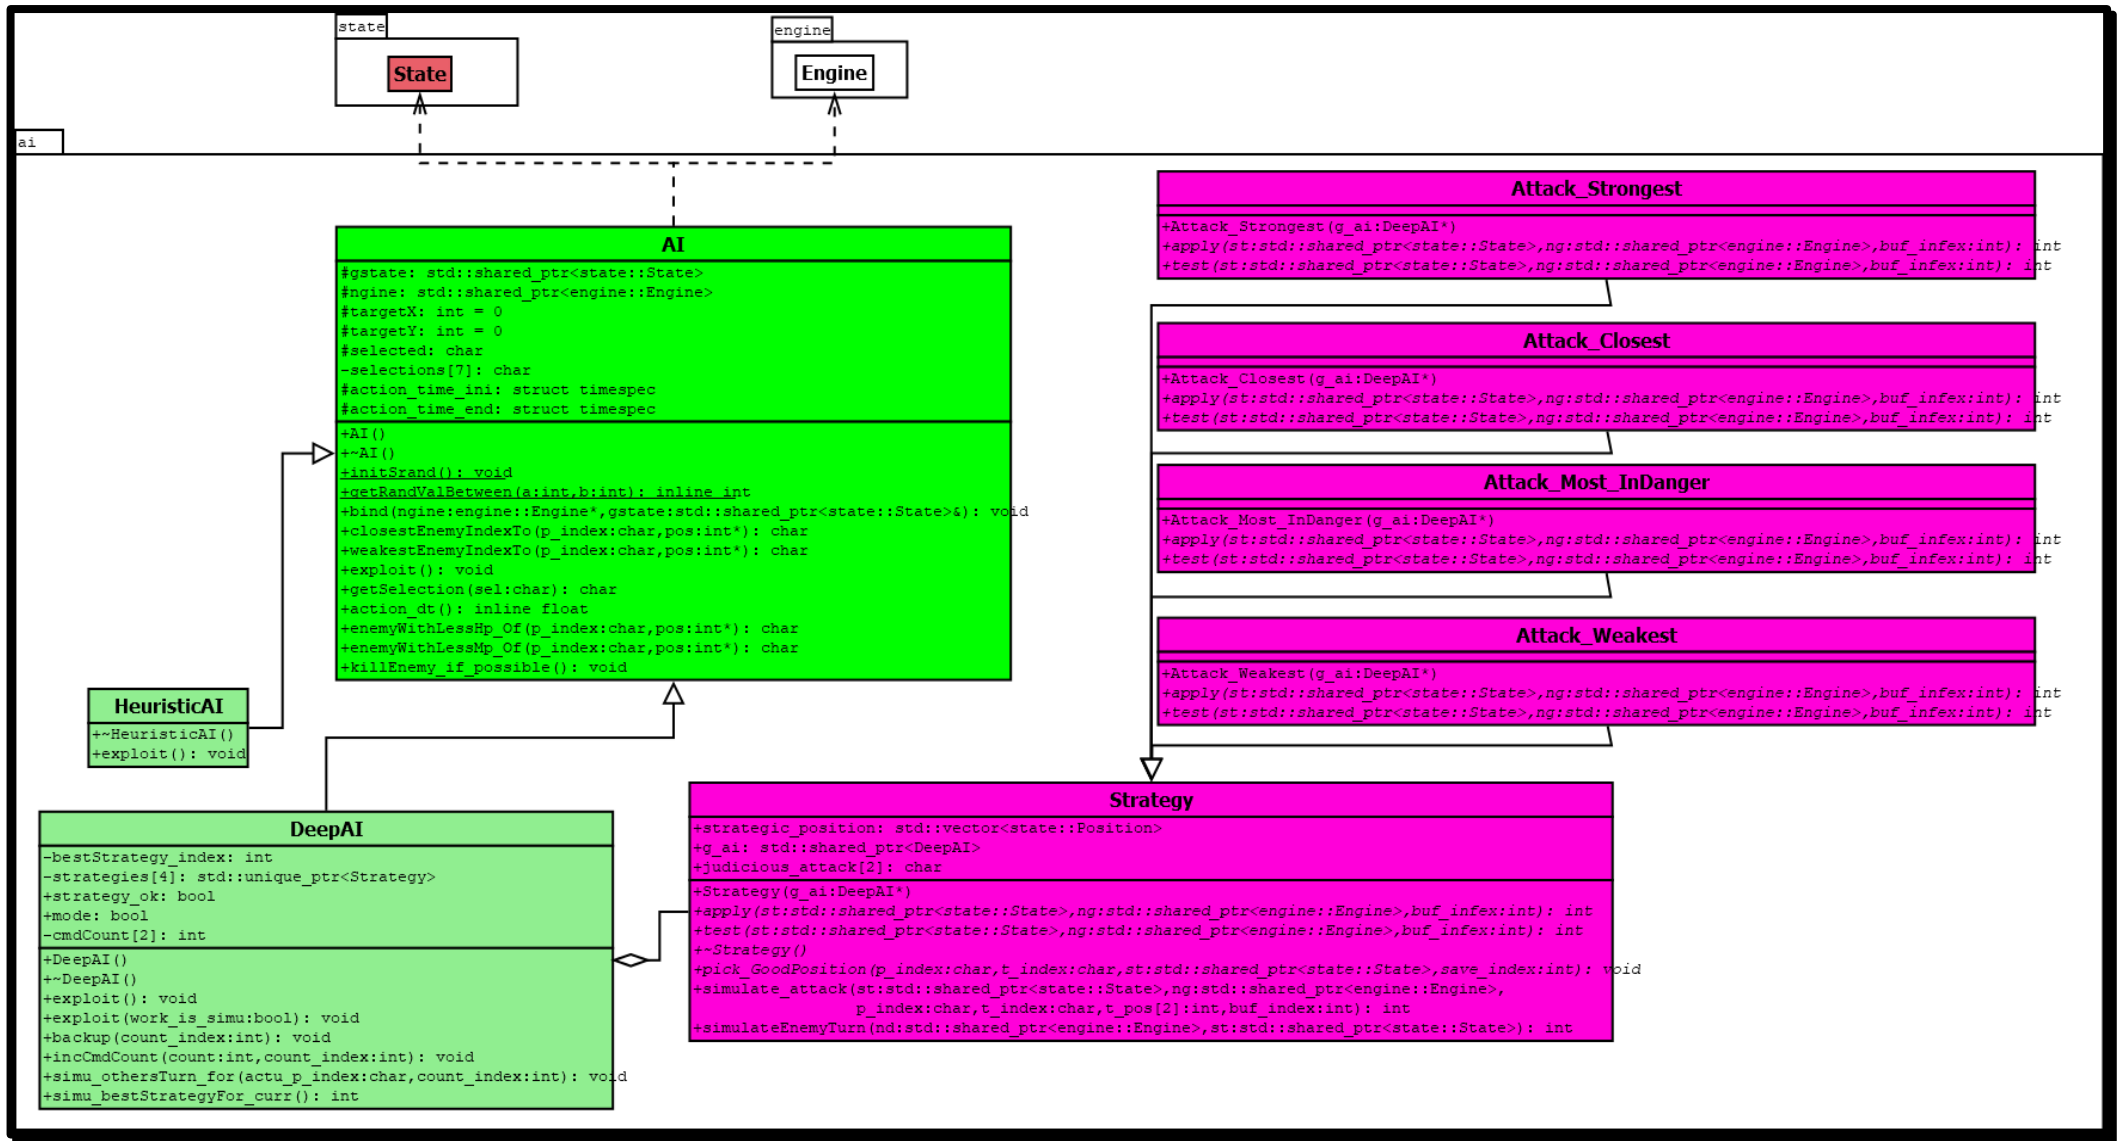 state
State
engine
Engine
ai
AI
#gstate: std::shared_ptr<state::State>
#ngine: std::shared_ptr<engine::Engine>
#targetX: int = 0
#targetY: int = 0
#selected: char
-selections[7]: char
#action_time_ini: struct timespec
#action_time_end: struct timespec
+AI()
+~AI()
+initSrand(): void
+getRandValBetween(a:int,b:int): inline int
+bind(ngine:engine::Engine*,gstate:std::shared_ptr<state::State>&): void
+closestEnemyIndexTo(p_index:char,pos:int*): char
+weakestEnemyIndexTo(p_index:char,pos:int*): char
+exploit(): void
+getSelection(sel:char): char
+action_dt(): inline float
+enemyWithLessHp_Of(p_index:char,pos:int*): char
+enemyWithLessMp_Of(p_index:char,pos:int*): char
+killEnemy_if_possible(): void
HeuristicAI
+~HeuristicAI()
+exploit(): void
DeepAI
-bestStrategy_index: int
-strategies[4]: std::unique_ptr<Strategy>
+strategy_ok: bool
+mode: bool
-cmdCount[2]: int
+DeepAI()
+~DeepAI()
+exploit(): void
+exploit(work_is_simu:bool): void
+backup(count_index:int): void
+incCmdCount(count:int,count_index:int): void
+simu_othersTurn_for(actu_p_index:char,count_index:int): void
+simu_bestStrategyFor_curr(): int
Attack_Strongest
+Attack_Strongest(g_ai:DeepAI*)
+apply(st:std::shared_ptr<state::State>,ng:std::shared_ptr<engine::Engine>,buf_infex:int): int
+test(st:std::shared_ptr<state::State>,ng:std::shared_ptr<engine::Engine>,buf_infex:int): int
Attack_Closest
+Attack_Closest(g_ai:DeepAI*)
+apply(st:std::shared_ptr<state::State>,ng:std::shared_ptr<engine::Engine>,buf_infex:int): int
+test(st:std::shared_ptr<state::State>,ng:std::shared_ptr<engine::Engine>,buf_infex:int): int
Attack_Most_InDanger
+Attack_Most_InDanger(g_ai:DeepAI*)
+apply(st:std::shared_ptr<state::State>,ng:std::shared_ptr<engine::Engine>,buf_infex:int): int
+test(st:std::shared_ptr<state::State>,ng:std::shared_ptr<engine::Engine>,buf_infex:int): int
Attack_Weakest
+Attack_Weakest(g_ai:DeepAI*)
+apply(st:std::shared_ptr<state::State>,ng:std::shared_ptr<engine::Engine>,buf_infex:int): int
+test(st:std::shared_ptr<state::State>,ng:std::shared_ptr<engine::Engine>,buf_infex:int): int
Strategy
+strategic_position: std::vector<state::Position>
+g_ai: std::shared_ptr<DeepAI>
+judicious_attack[2]: char
+Strategy(g_ai:DeepAI*)
+apply(st:std::shared_ptr<state::State>,ng:std::shared_ptr<engine::Engine>,buf_infex:int): int
+test(st:std::shared_ptr<state::State>,ng:std::shared_ptr<engine::Engine>,buf_infex:int): int
+~Strategy()
+pick_GoodPosition(p_index:char,t_index:char,st:std::shared_ptr<state::State>,save_index:int): void
+simulate_attack(st:std::shared_ptr<state::State>,ng:std::shared_ptr<engine::Engine>,
p_index:char,t_index:char,t_pos[2]:int,buf_index:int): int
+simulateEnemyTurn(nd:std::shared_ptr<engine::Engine>,st:std::shared_ptr<state::State>): int